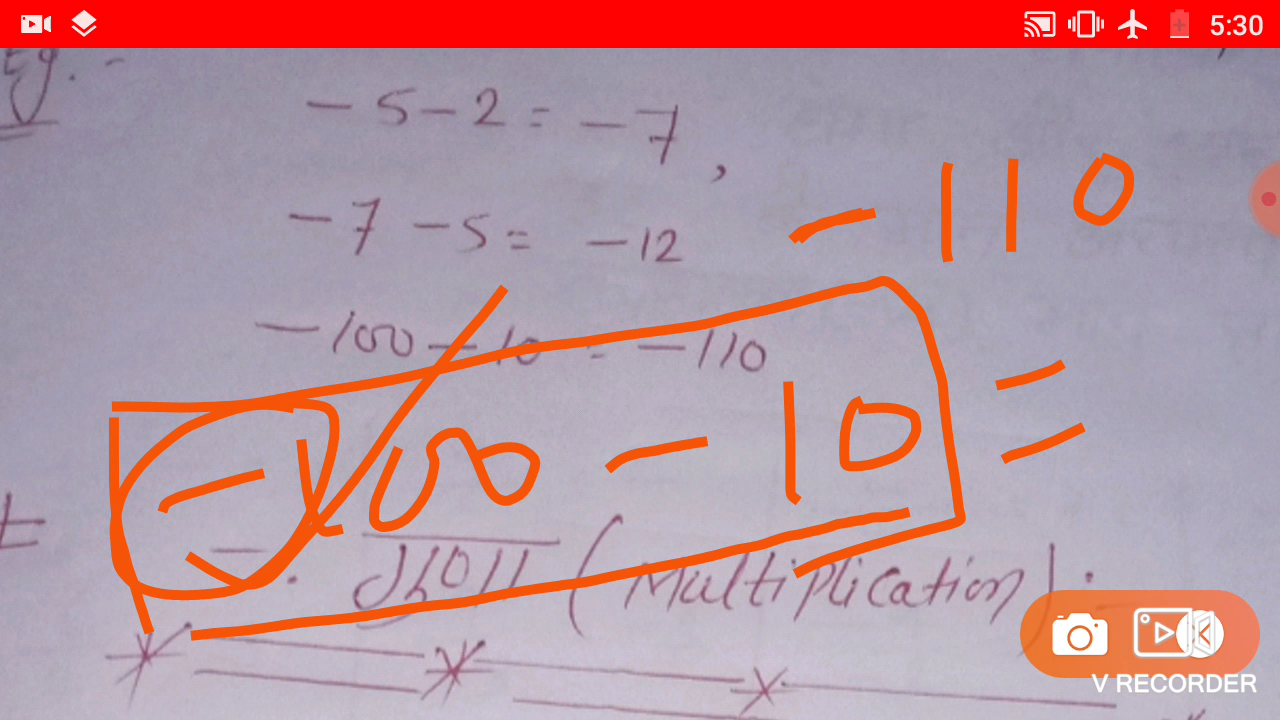 5:30
Eg. -
- 5 - 2 = - 7 ,
- 7 - 5 = - 12
- 110
- 100 - 10 = - 110
- 100 - 10 =
गुणा ( Multiplication ) : -
V RECORDER